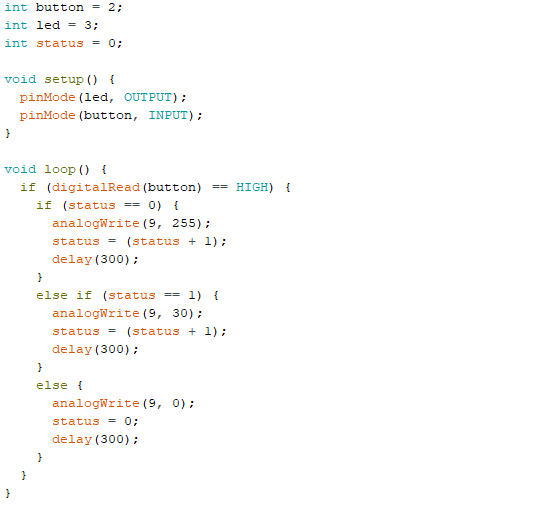 int button = 2;
int led = 3;
int status = 0;

void setup() {
  pinMode(led, OUTPUT);
  pinMode(button, INPUT);
}

void loop() {
  if (digitalRead(button) == HIGH) {
    if (status == 0) {
      analogWrite(9, 255);
      status = (status + 1);
      delay(300);
    }
    else if (status == 1) {
      analogWrite(9, 30);
      status = (status + 1);
      delay(300);
    }
    else {
      analogWrite(9, 0);
      status = 0;
      delay(300);
    }
  }
}